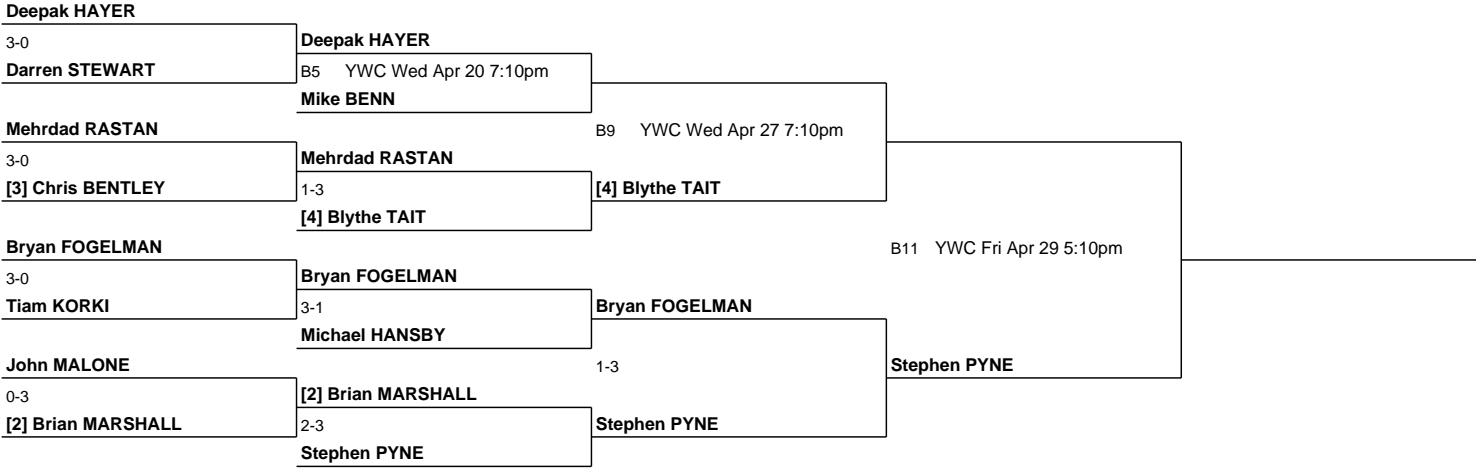 Deepak HAYER
3-0
Deepak HAYER
Darren STEWART
B5 YWC Wed Apr 20 7:10pm
Mike BENN
Mehrdad RASTAN
B9 YWC Wed Apr 27 7:10pm
3-0
Mehrdad RASTAN
[3] Chris BENTLEY
1-3
[4] Blythe TAIT
[4] Blythe TAIT
Bryan FOGELMAN
B11 YWC Fri Apr 29 5:10pm
3-0
Bryan FOGELMAN
Tiam KORKI
3-1
Bryan FOGELMAN
Michael HANSBY
John MALONE
1-3
Stephen PYNE
0-3
[2] Brian MARSHALL
[2] Brian MARSHALL
2-3
Stephen PYNE
Stephen PYNE